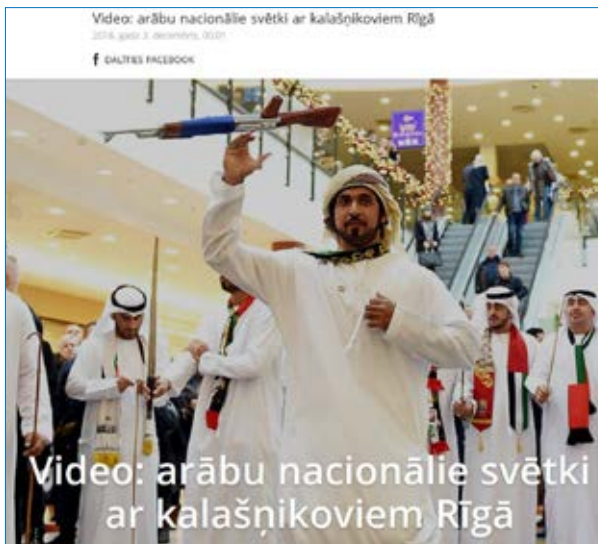 Video: arābu nacionālie svētki ar kalašņikoviem Rīgā
2016. gada 3. decembris, 00:01
f DALĪTIES FACEBOOK
Video: arābu nacionālie svētki
ar kalašņikoviem Rīgā